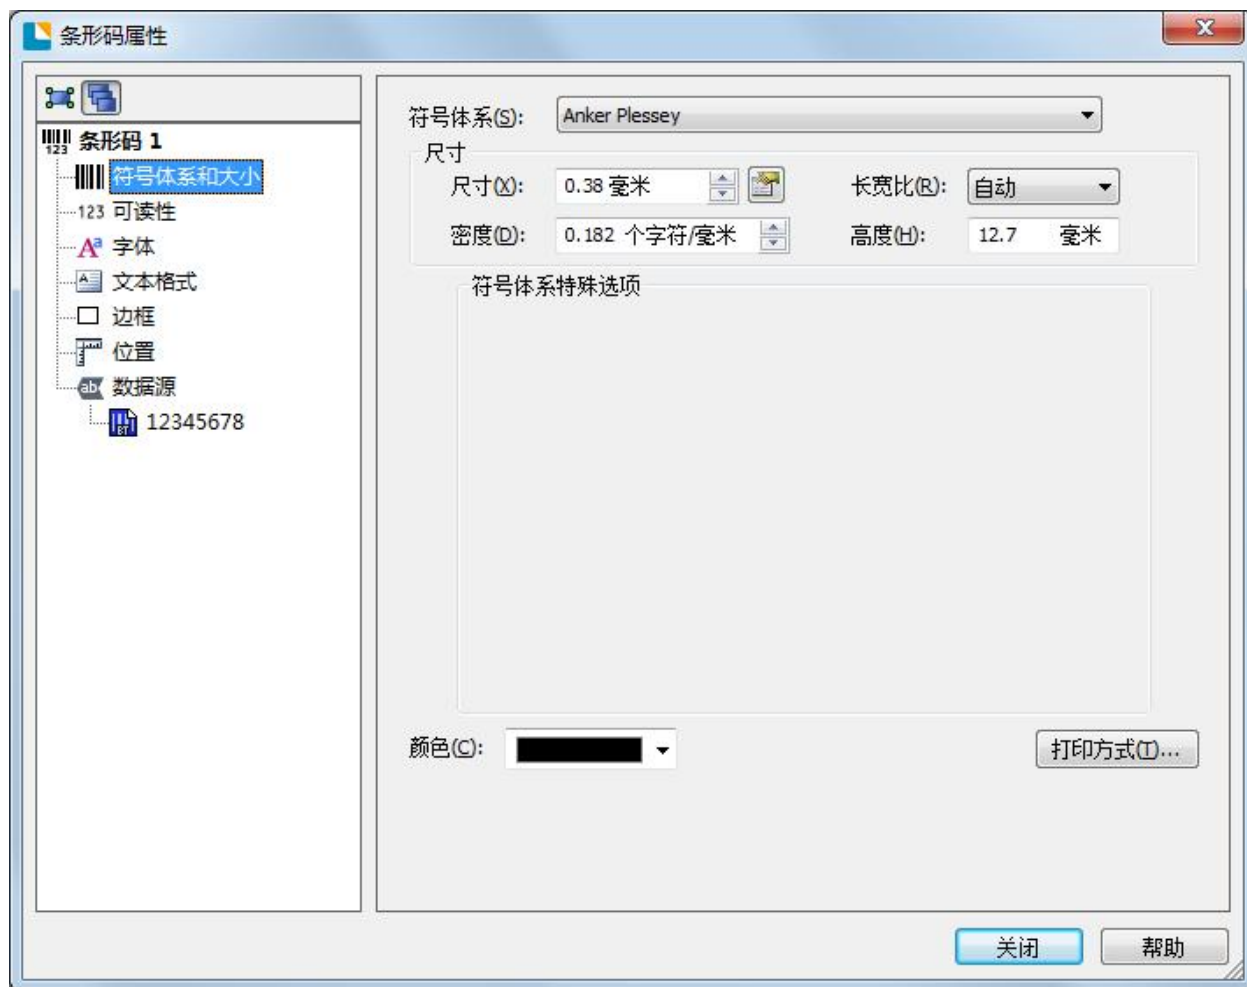 条形码属性
条形码 1
符号体系和大小
123 可读性
字体
文本格式
边框
位置
数据源
12345678
符号体系(S): Anker Plessey
尺寸
尺寸(X): 0.38 毫米 长宽比(R): 自动
密度(D): 0.182 个字符/毫米 高度(H): 12.7 毫米
符号体系特殊选项
颜色(C): 打印方式(T)...
关闭 帮助